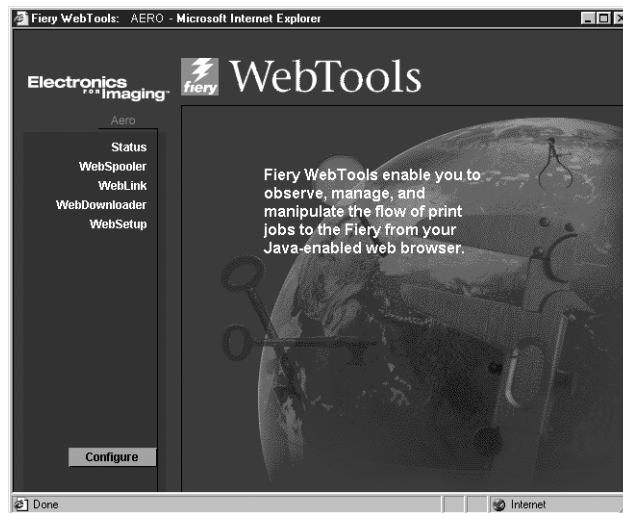 Fiery WebTools: AERO - Microsoft Internet Explorer
Electronics
FOR Imaging
fiery
WebTools
Aero
Status
WebSpooler
WebLink
WebDownloader
WebSetup
Fiery WebTools enable you to
observe, manage, and
manipulate the flow of print
jobs to the Fiery from your
Java-enabled web browser.
Configure
Done
Internet